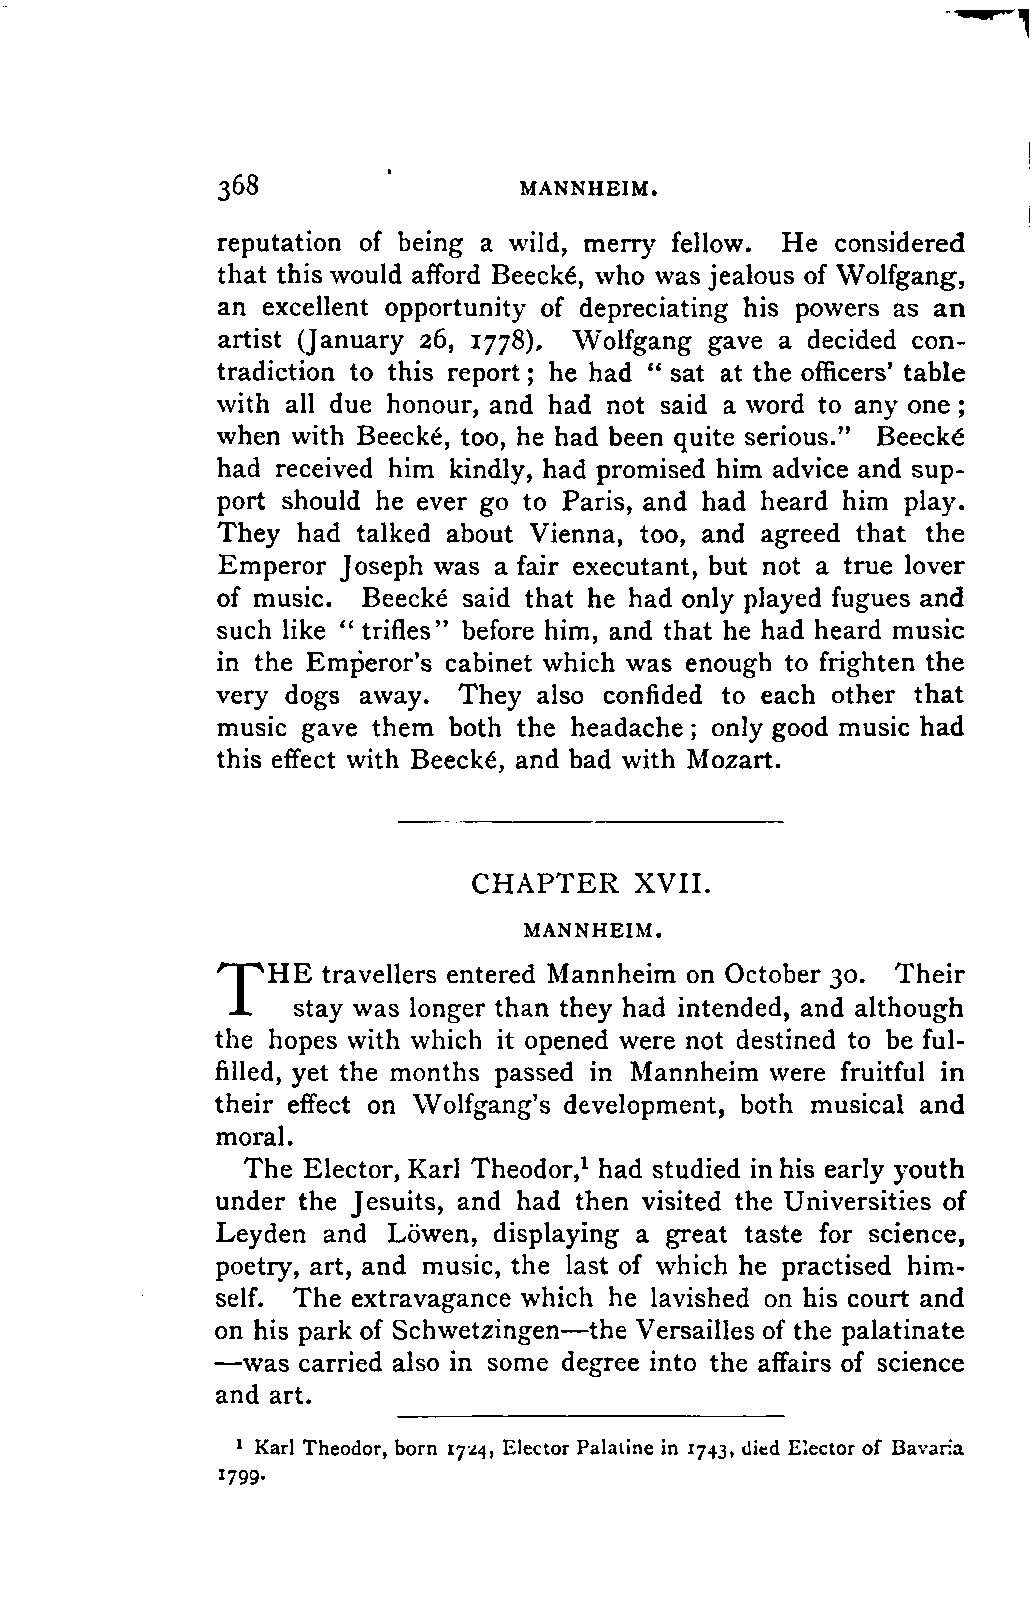 368 MANNHEIM.
reputation of being a wild, merry fellow. He considered
that this would afford Beecké, who was jealous of Wolfgang,
an excellent opportunity of depreciating his powers as an
artist (January 26, 1778). Wolfgang gave a decided con-
tradiction to this report; he had "sat at the officers' table
with all due honour, and had not said a word to any one;
when with Beecké, too, he had been quite serious." Beecké
had received him kindly, had promised him advice and sup-
port should he ever go to Paris, and had heard him play.
They had talked about Vienna, too, and agreed that the
Emperor Joseph was a fair executant, but not a true lover
of music. Beecké said that he had only played fugues and
such like "trifles" before him, and that he had heard music
in the Emperor's cabinet which was enough to frighten the
very dogs away. They also confided to each other that
music gave them both the headache; only good music had
this effect with Beecké, and bad with Mozart.
CHAPTER XVII.
MANNHEIM.
THE travellers entered Mannheim on October 30. Their
stay was longer than they had intended, and although
the hopes with which it opened were not destined to be ful-
filled, yet the months passed in Mannheim were fruitful in
their effect on Wolfgang's development, both musical and
moral.
The Elector, Karl Theodor,¹ had studied in his early youth
under the Jesuits, and had then visited the Universities of
Leyden and Löwen, displaying a great taste for science,
poetry, art, and music, the last of which he practised him-
self. The extravagance which he lavished on his court and
on his park of Schwetzingen—the Versailles of the palatinate
—was carried also in some degree into the affairs of science
and art.
¹ Karl Theodor, born 1724, Elector Palatine in 1743, died Elector of Bavaria
1799.